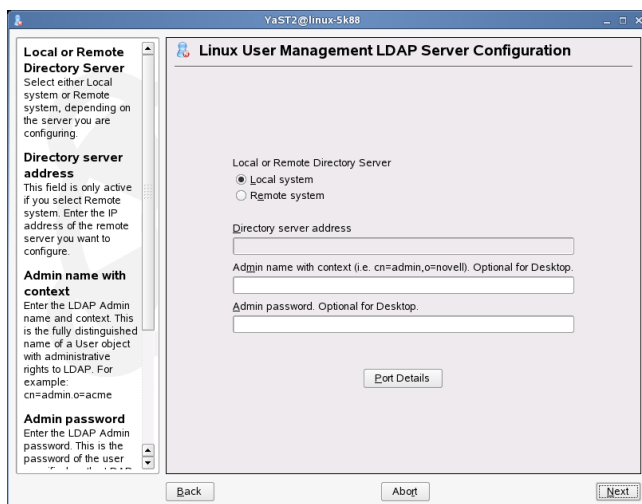 YaST2@linux-5k88
Local or Remote
Directory Server
Select either Local
system or Remote
system, depending on
the server you are
configuring.
Directory server
address
This field is only active
if you select Remote
system. Enter the IP
address of the remote
server you want to
configure.
Admin name with
context
Enter the LDAP Admin
name and context. This
is the fully distinguished
name of a User object
with administrative
rights to LDAP. For
example:
cn=admin.o=acme
Admin password
Enter the LDAP Admin
password. This is the
password of the user
Linux User Management LDAP Server Configuration
Local or Remote Directory Server
Local system
Remote system
Directory server address
Admin name with context (i.e. cn=admin,o=novell). Optional for Desktop.
Admin password. Optional for Desktop.
Port Details
Back
Abort
Next